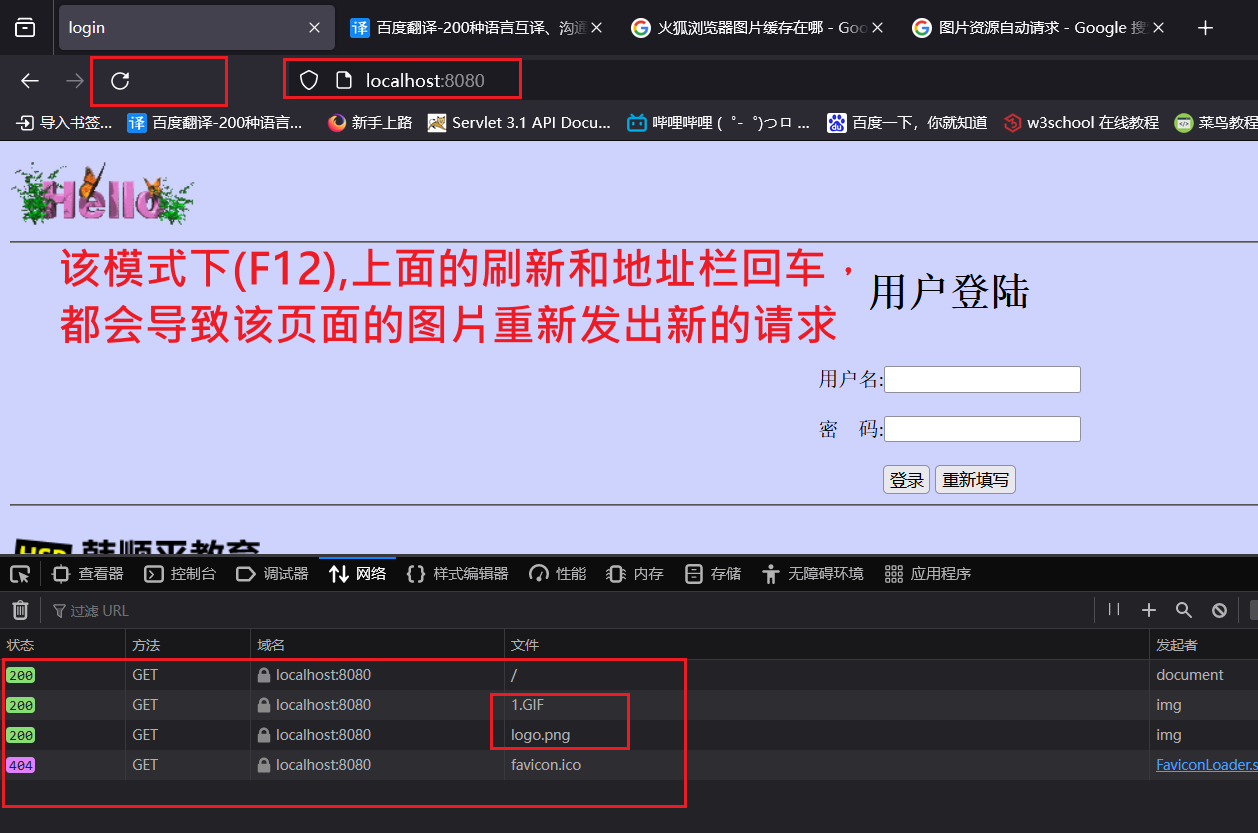 login
译 百度翻译-200种语言互译、沟通
火狐浏览器图片缓存在哪 - Goo
图片资源自动请求 - Google 搜
localhost:8080
导入书签...
译 百度翻译-200种语言...
新手上路
Servlet 3.1 API Docu...
哔哩哔哩 ( ゜- ゜)つロ ...
百度一下，你就知道
w3school 在线教程
菜鸟教程
Hello
该模式下(F12),上面的刷新和地址栏回车，
都会导致该页面的图片重新发出新的请求
用户登陆
用户名:
密 码:
登录 重新填写
HSP 韩顺平教育
查看器 控制台 调试器 网络 样式编辑器 性能 内存 存储 无障碍环境 应用程序
过滤 URL
状态 方法 域名 文件 发起者
200 GET localhost:8080 / document
200 GET localhost:8080 1.GIF img
200 GET localhost:8080 logo.png img
404 GET localhost:8080 favicon.ico FaviconLoader.s